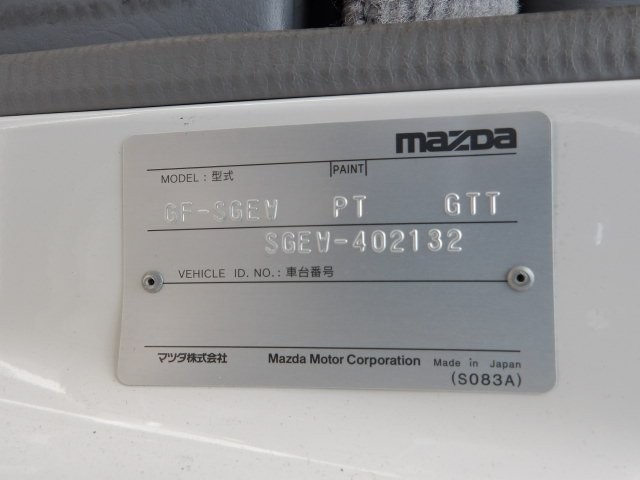 mazda
MODEL : 型式 PAINT
GF-SGEW PT GTT
SGEW-402132
VEHICLE ID. NO. : 車台番号
マツダ株式会社 Mazda Motor Corporation Made in Japan
(S083A)